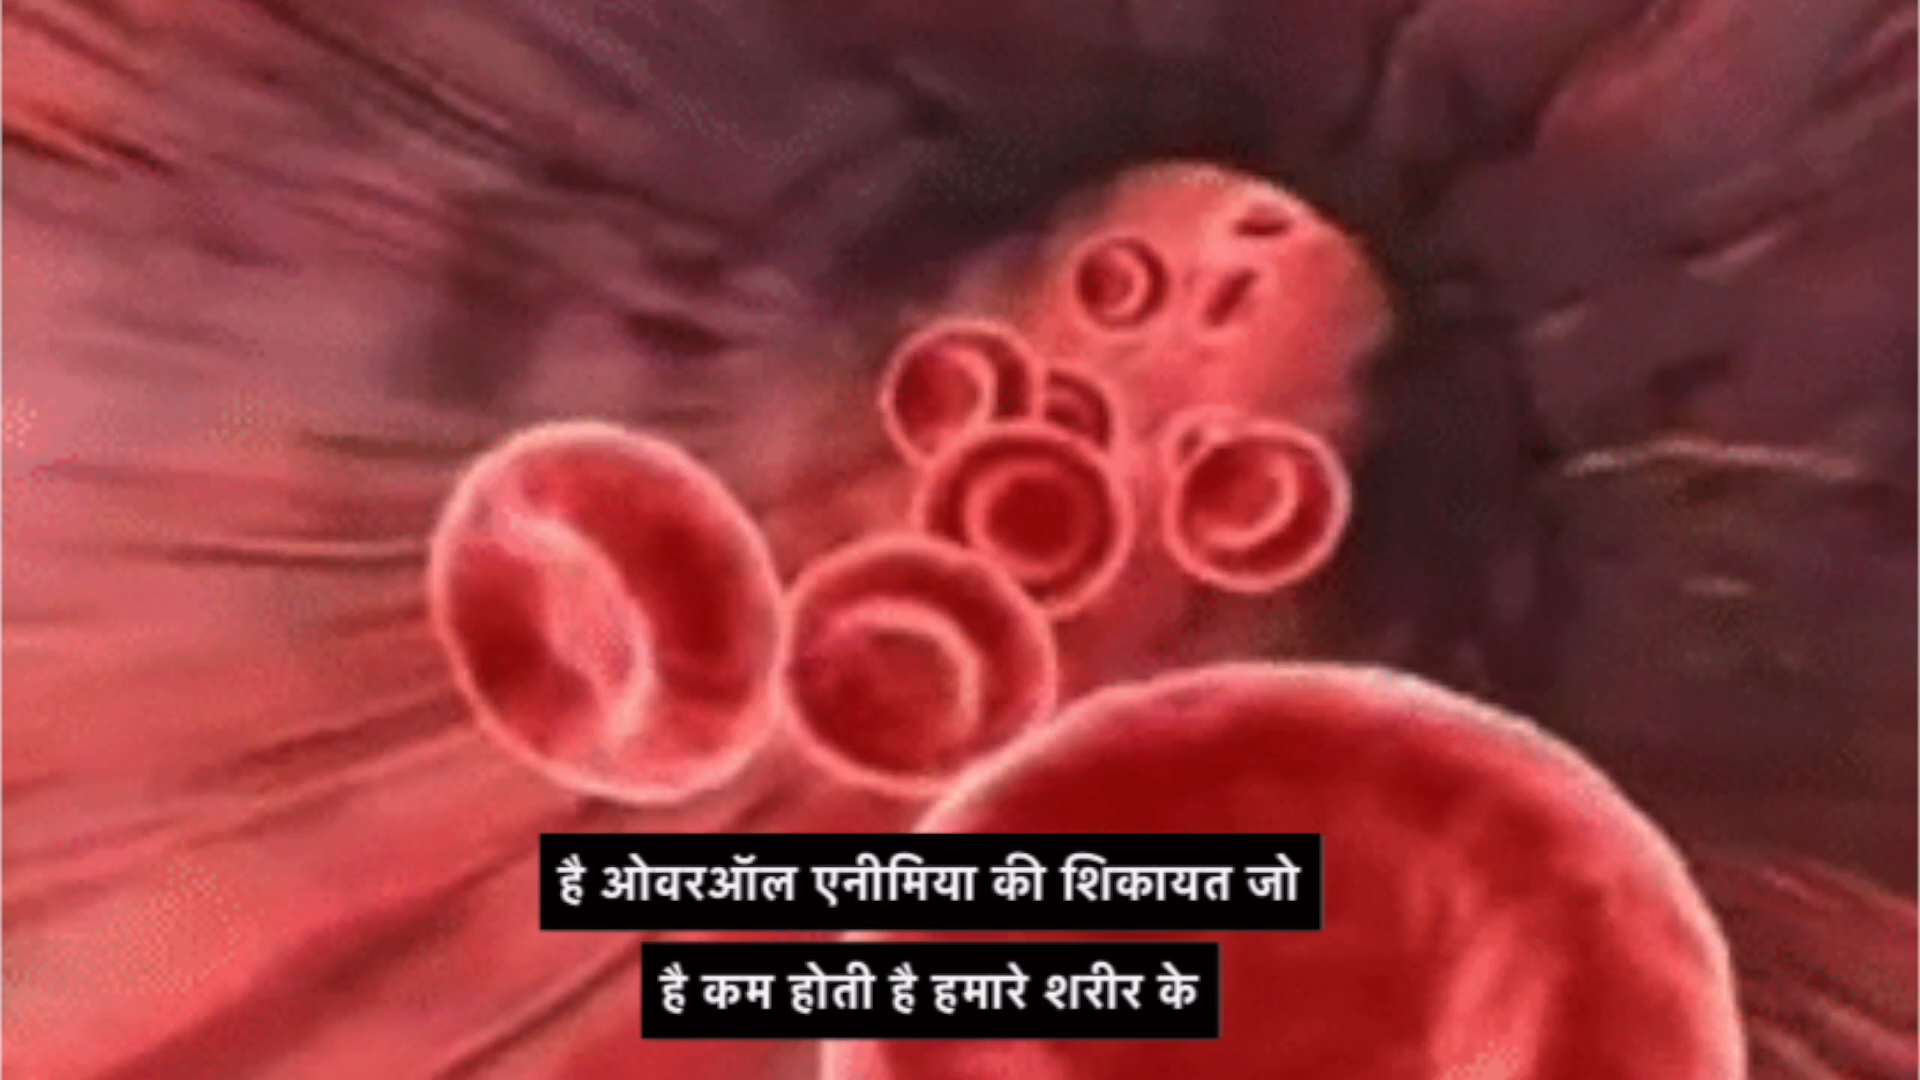 है ओवरऑल एनीमिया की शिकायत जो
है कम होती है हमारे शरीर के